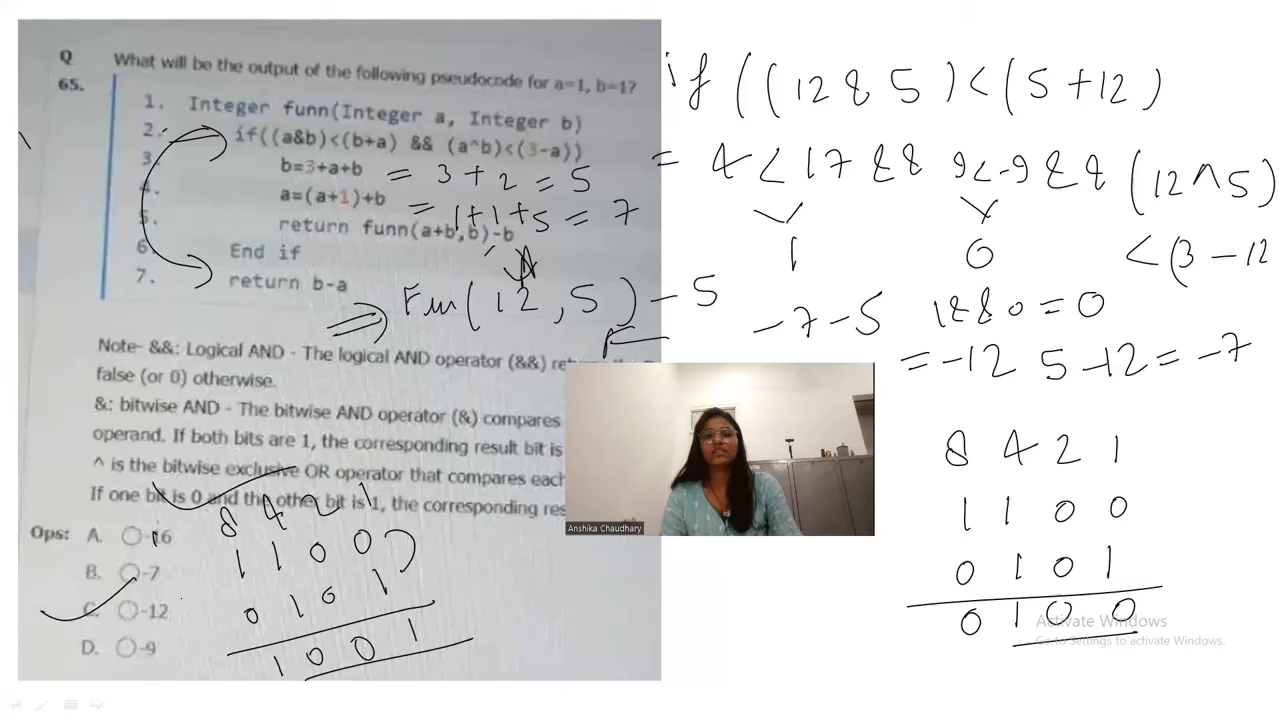 Q What will be the output of the following pseudocode for a=1, b=1?
65.
1. Integer funn(Integer a, Integer b)
2. if((a&b)<(b+a) && (a^b)<(3-a))
3. b=3+a+b = 3 + 2 = 5
4. a=(a+1)+b = 1+1+5 = 7
5. return funn(a+b,b)-b
6. End if
7. return b-a
⇒ Fun(12,5)-5
Note- &&: Logical AND - The logical AND operator (&&)
false (or 0) otherwise.
&: bitwise AND - The bitwise AND operator (&) compares
operand. If both bits are 1, the corresponding result bit is
^ is the bitwise exclusive OR operator that compares each
If one bit is 0 and the other bit is 1, the corresponding
Ops: A. -16
B. -7
C. -12
D. -9
8 4 2 1
1 1 0 0
0 1 0 1
1 0 0 1
if ((12&5)<(5+12)
= 4<17&& 9<-9&& (12^5)
1 0 <(3-12
-7-5 1&&0=0
=-12 5-12=-7
8 4 2 1
1 1 0 0
0 1 0 1
0 1 0 0
Anshika Chaudhary
Activate Windows
Go to Settings to activate Windows.